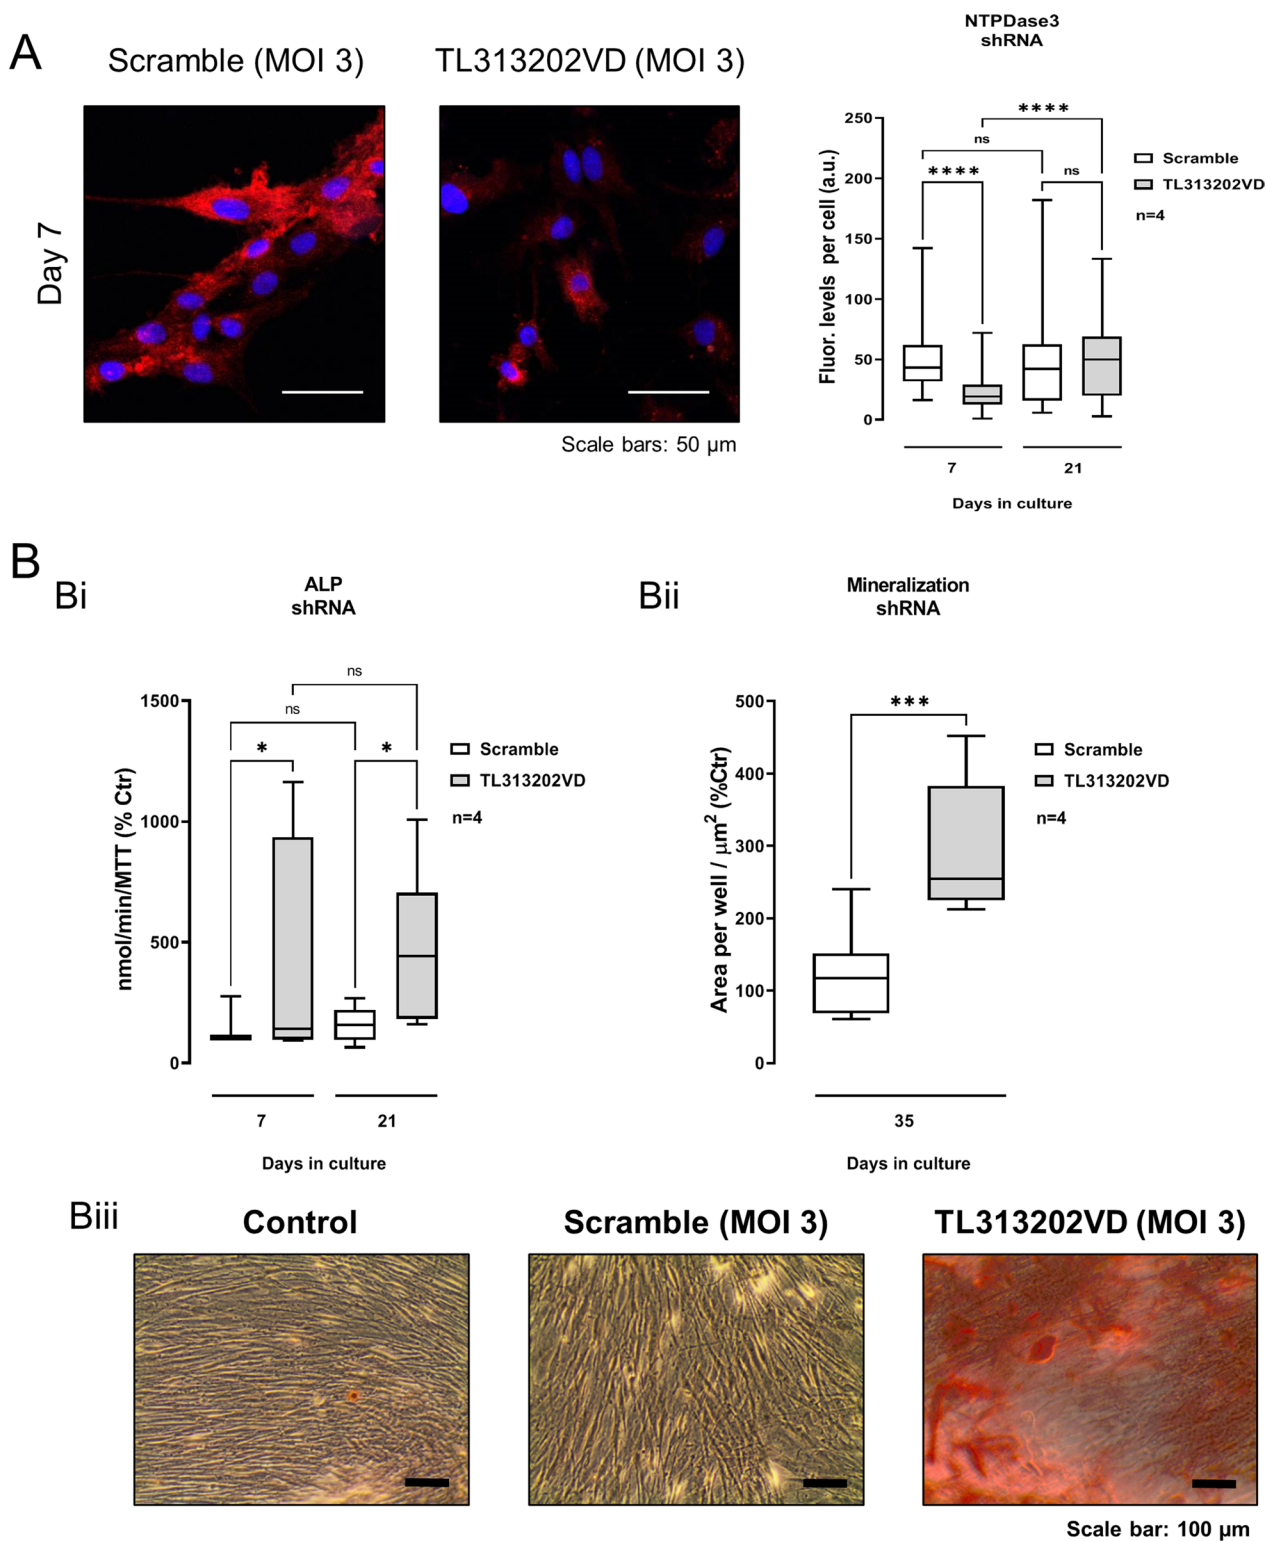 A
Scramble (MOI 3)
TL313202VD (MOI 3)
Day 7
Scale bars: 50 μm
NTPDase3
shRNA
Fluor. levels per cell (a.u.)
250
200
150
100
50
0
****
ns
****
ns
Scramble
TL313202VD
n=4
7
21
Days in culture
B
Bi
ALP
shRNA
nmol/min/MTT (% Ctr)
1500
1000
500
0
ns
ns
*
*
Scramble
TL313202VD
n=4
7
21
Days in culture
Bii
Mineralization
shRNA
Area per well / μm² (%Ctr)
500
400
300
200
100
0
***
Scramble
TL313202VD
n=4
35
Days in culture
Biii
Control
Scramble (MOI 3)
TL313202VD (MOI 3)
Scale bar: 100 μm